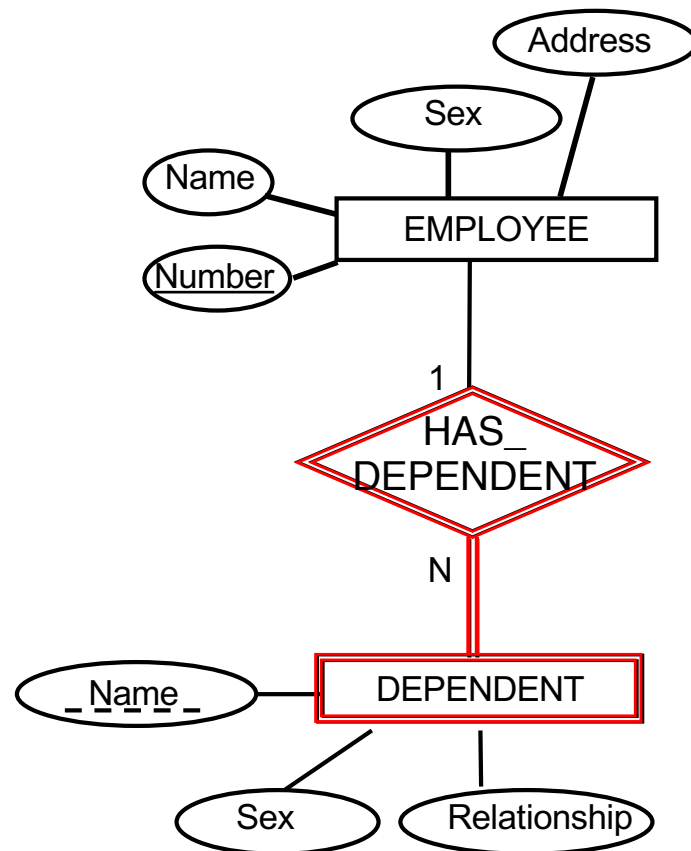 Address
Sex
Name
EMPLOYEE
Number
1
HAS_
DEPENDENT
N
Name
DEPENDENT
Sex
Relationship